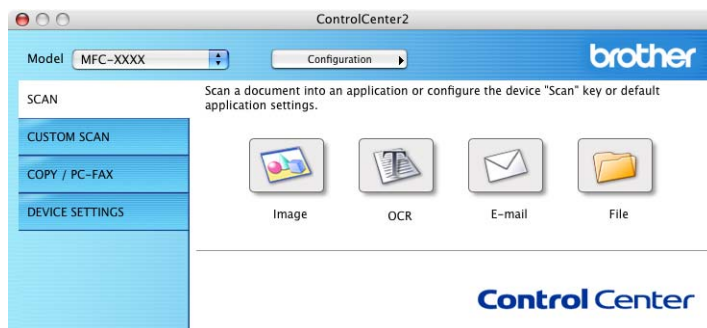 ControlCenter2
Model MFC-XXXX Configuration brother
SCAN
Scan a document into an application or configure the device "Scan" key or default
application settings.
CUSTOM SCAN
COPY / PC-FAX
DEVICE SETTINGS
Image OCR E-mail File
Control Center